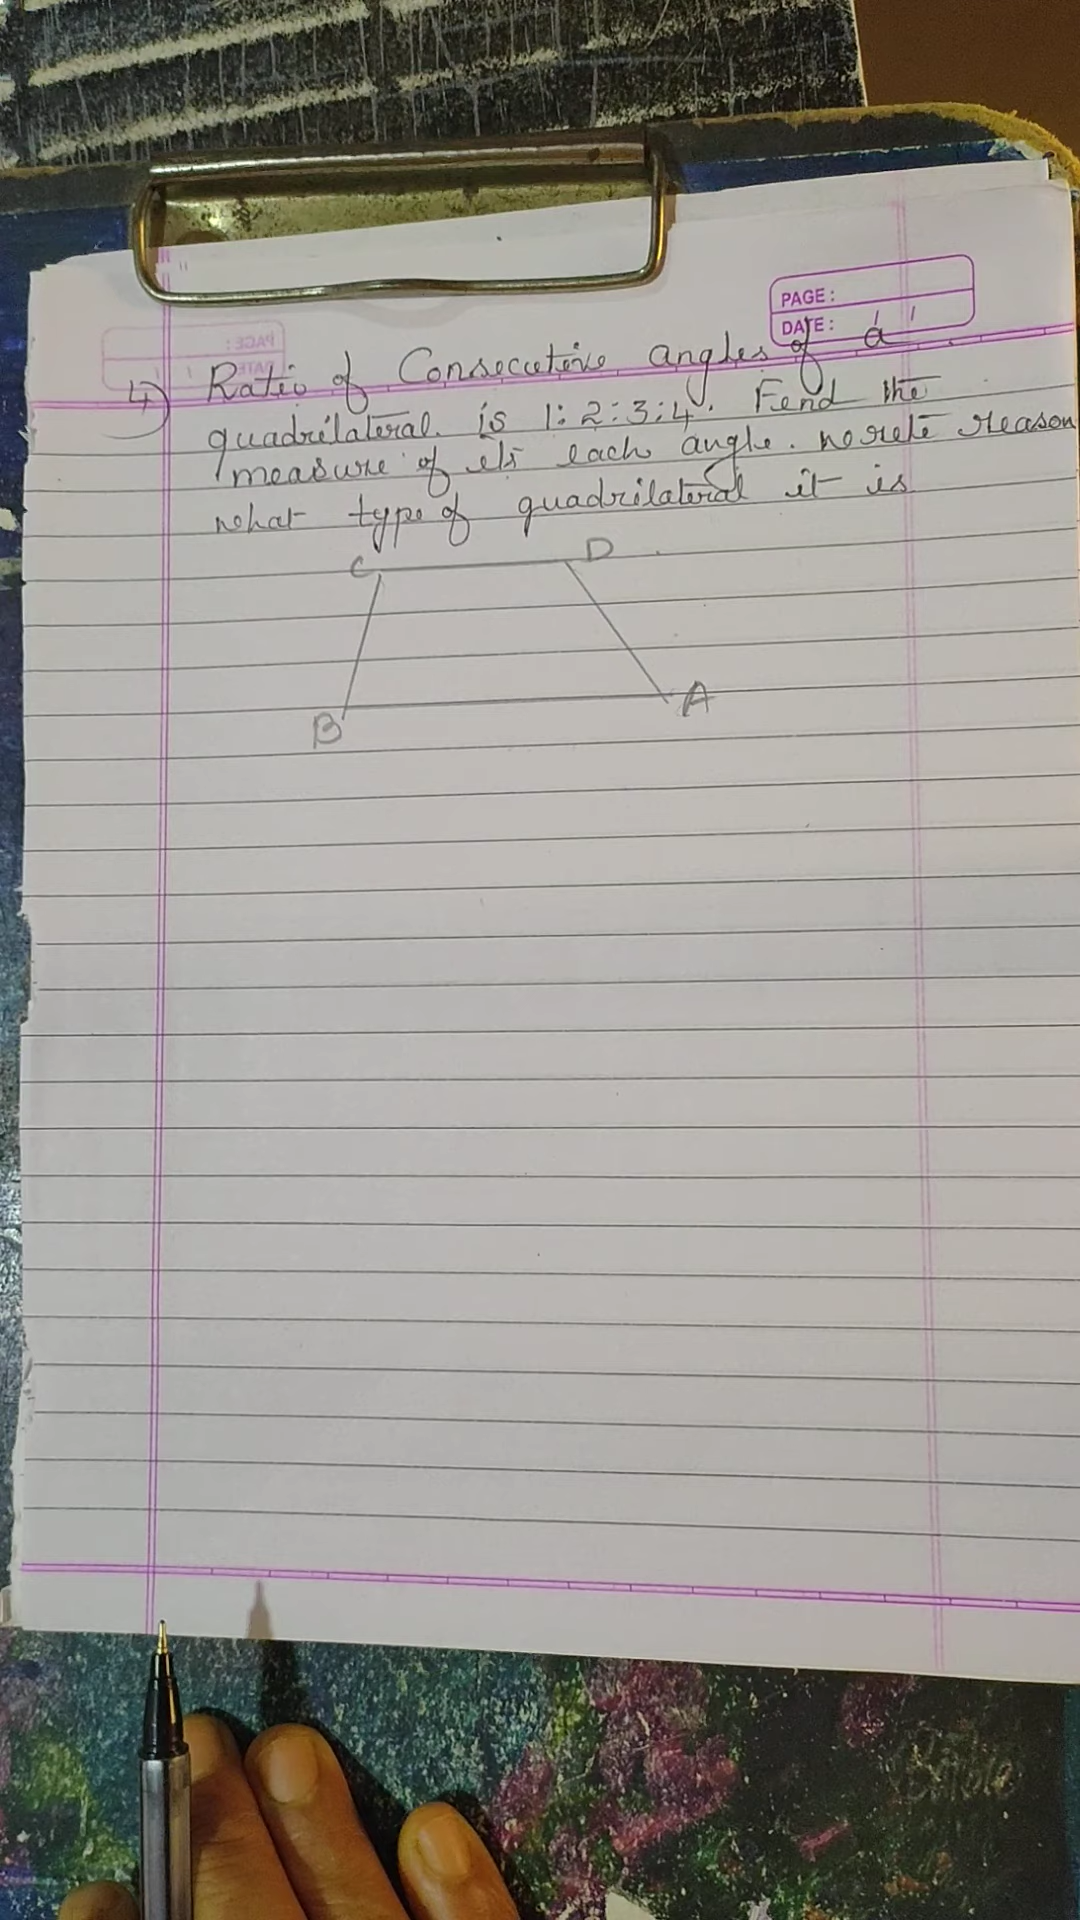 PAGE :
DATE : / /
4) Ratio of Consecutive angles of a
quadrilateral. is 1:2:3:4. Find the
measure of its each angle. write reason
what type of quadrilateral it is
C D
B A